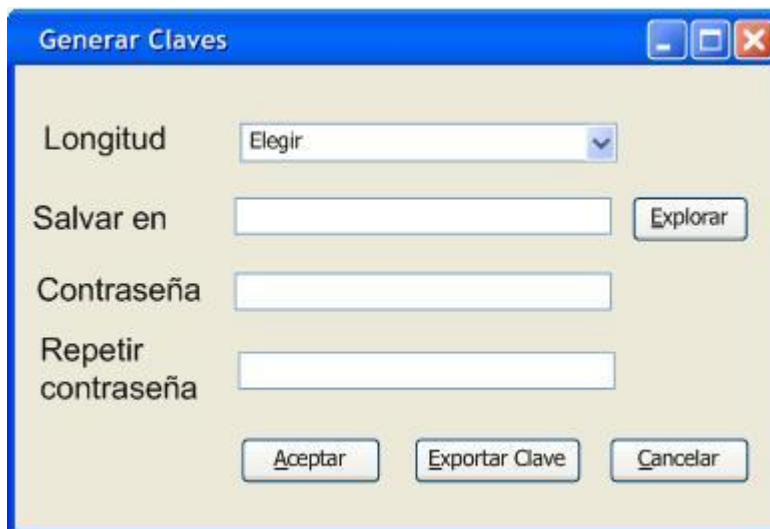 Generar Claves
Longitud
Elegir
Salvar en
Explorar
Contraseña
Repetir
contraseña
Aceptar
Exportar Clave
Cancelar